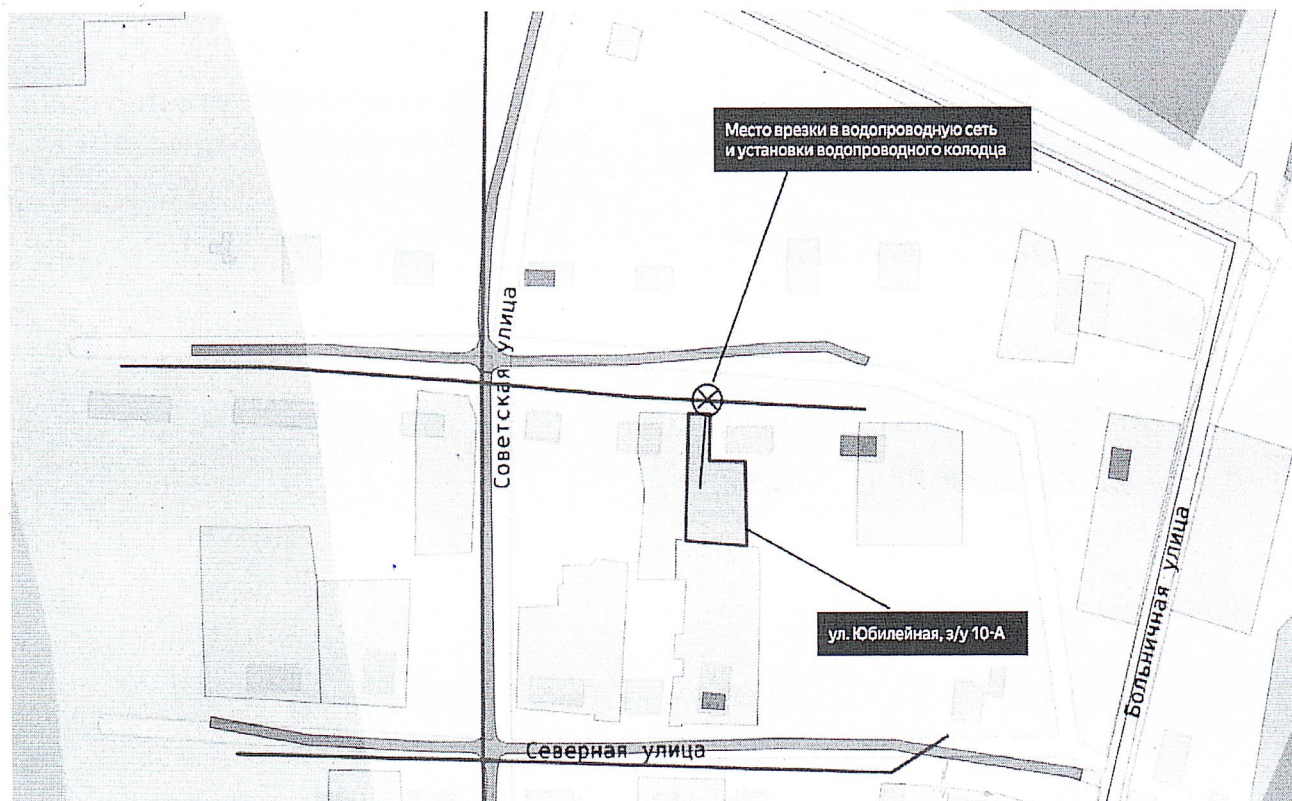 Место врезки в водопроводную сеть
и установки водопроводного колодца
Советская улица
ул. Юбилейная, з/у 10-А
Больничная улица
Северная улица